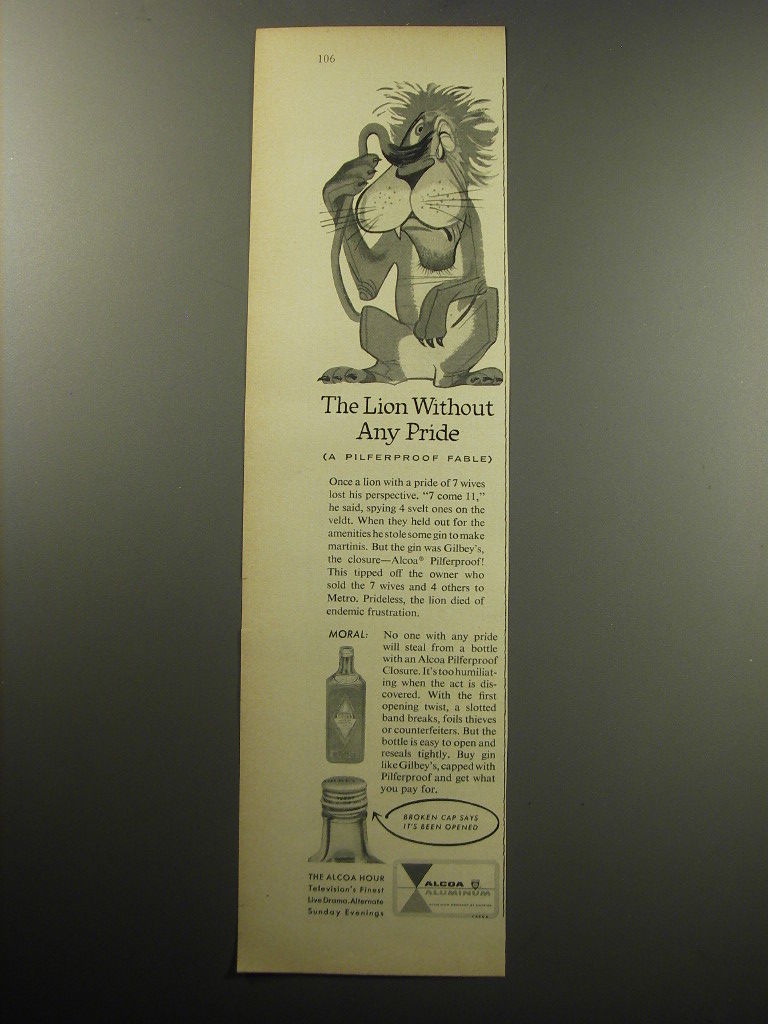 106
The Lion Without
Any Pride
(A PILFERPROOF FABLE)
Once a lion with a pride of 7 wives
lost his perspective. “7 come 11,”
he said, spying 4 svelt ones on the
veldt. When they held out for the
amenities he stole some gin to make
martinis. But the gin was Gilbey's,
the closure—Alcoa® Pilferproof!
This tipped off the owner who
sold the 7 wives and 4 others to
Metro. Prideless, the lion died of
endemic frustration.
MORAL:
No one with any pride
will steal from a bottle
with an Alcoa Pilferproof
Closure. It's too humiliat-
ing when the act is dis-
covered. With the first
opening twist, a slotted
band breaks, foils thieves
or counterfeiters. But the
bottle is easy to open and
reseals tightly. Buy gin
like Gilbey's, capped with
Pilferproof and get what
you pay for.
BROKEN CAP SAYS
IT'S BEEN OPENED
THE ALCOA HOUR
Television's Finest
Live Drama. Alternate
Sunday Evenings
ALCOA
ALUMINUM